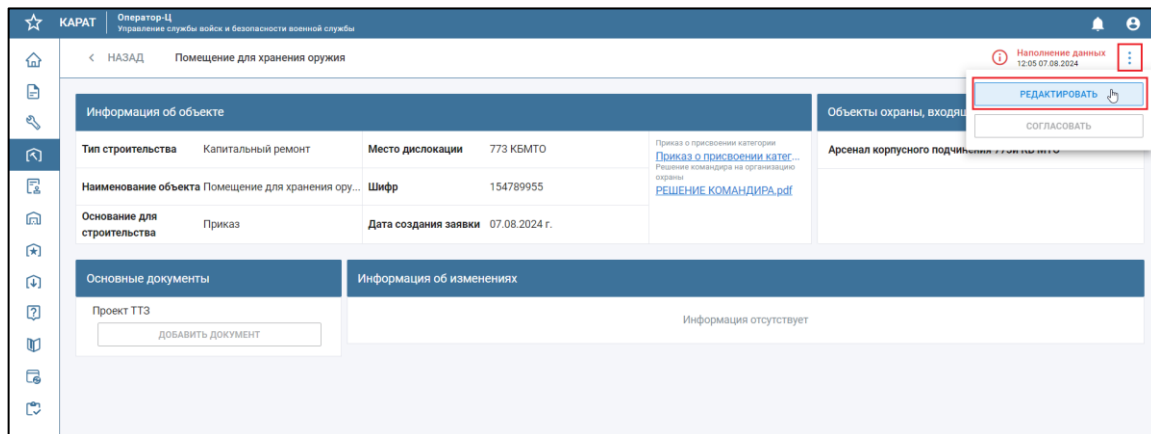 КАРАТ
Оператор-Ц
Управление службы войск и безопасности военной службы
НАЗАД
Помещение для хранения оружия
Наполнение данных
12:05 07.08.2024
РЕДАКТИРОВАТЬ
СОГЛАСОВАТЬ
Информация об объекте
Тип строительства Капитальный ремонт Место дислокации 773 КБМТО
Наименование объекта Помещение для хранения ору... Шифр 154789955
Основание для
строительства
Приказ Дата создания заявки 07.08.2024 г.
Приказ о присвоении категории
Приказ о присвоении катег...
Решение командира на организацию
охраны
РЕШЕНИЕ КОМАНДИРА.pdf
Объекты охраны,
Арсенал корпусного
Основные документы
Проект ТТЗ
ДОБАВИТЬ ДОКУМЕНТ
Информация об изменениях
Информация отсутствует